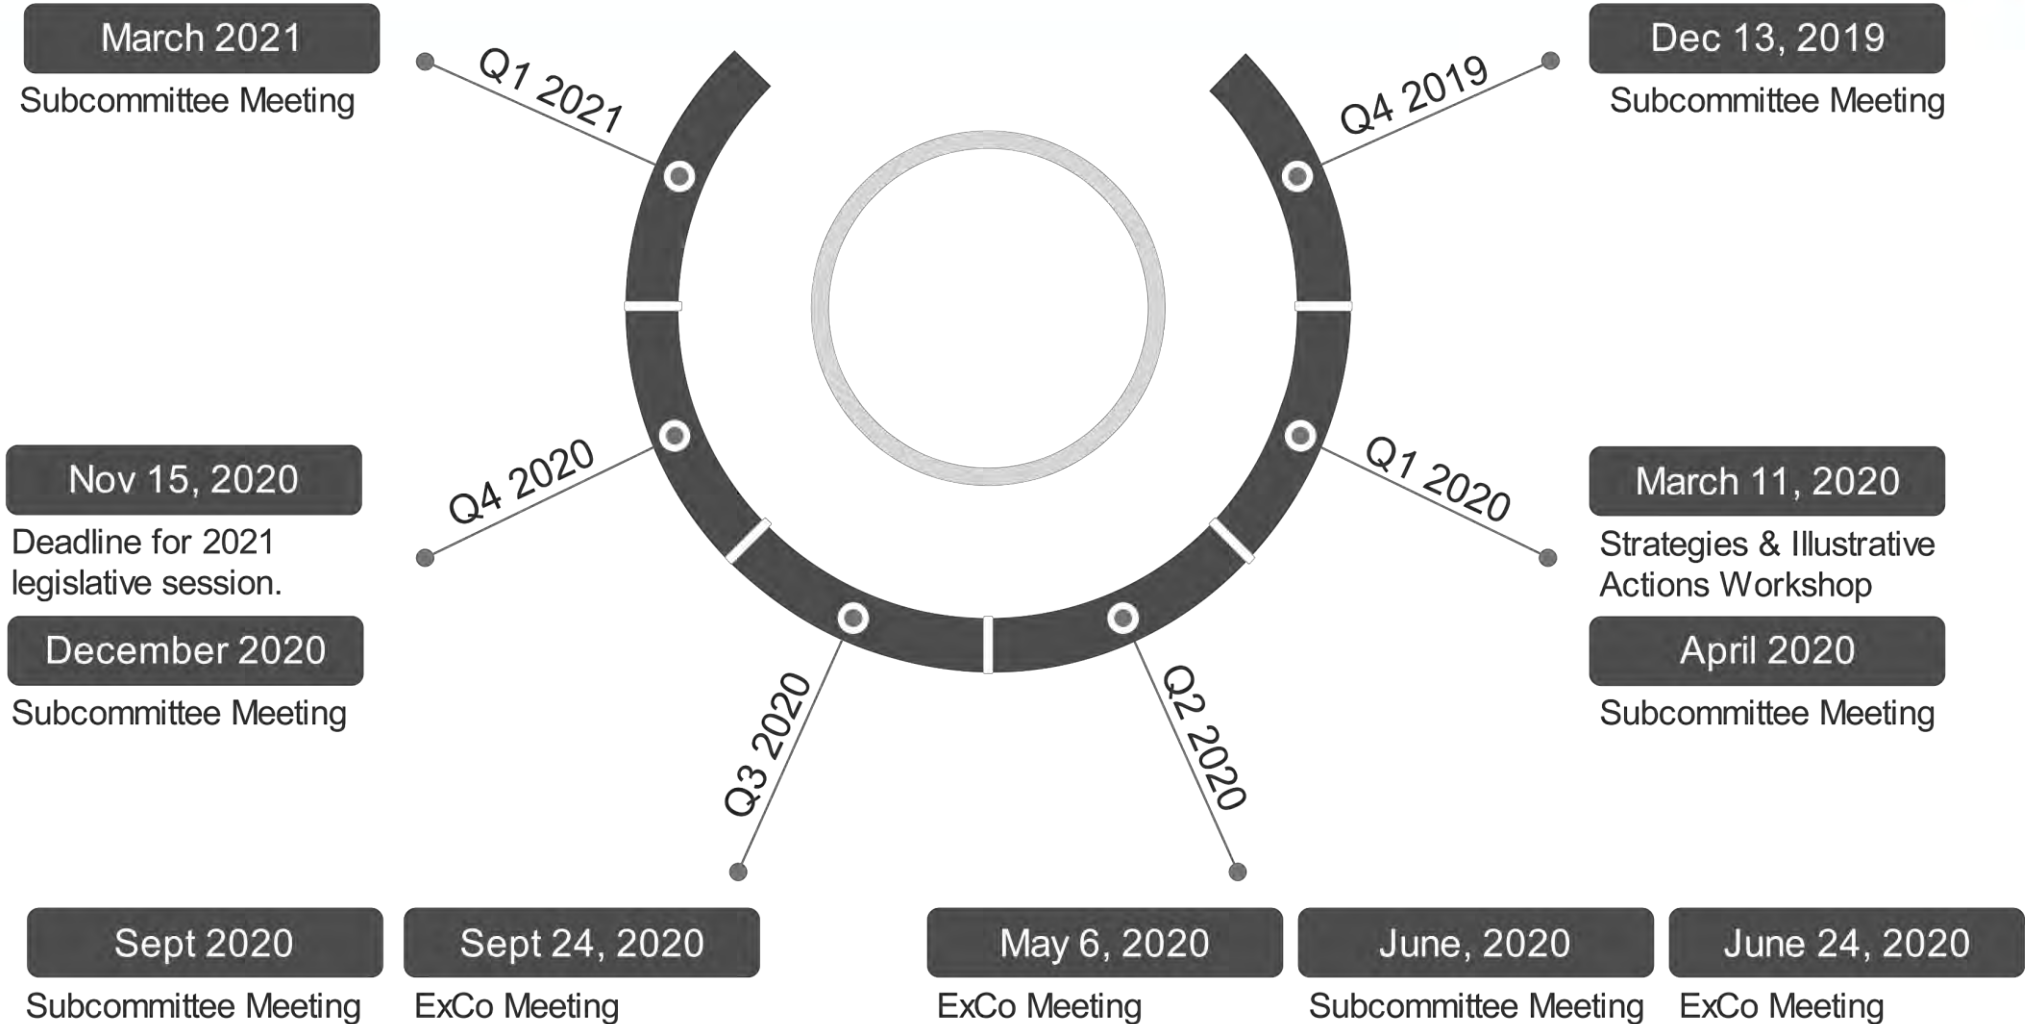 March 2021
Subcommittee Meeting
Q1 2021
Q4 2019
Dec 13, 2019
Subcommittee Meeting
Nov 15, 2020
Deadline for 2021
legislative session.
December 2020
Subcommittee Meeting
Q4 2020
Q1 2020
March 11, 2020
Strategies & Illustrative
Actions Workshop
April 2020
Subcommittee Meeting
Q3 2020
Q2 2020
Sept 2020
Subcommittee Meeting
Sept 24, 2020
ExCo Meeting
May 6, 2020
ExCo Meeting
June, 2020
Subcommittee Meeting
June 24, 2020
ExCo Meeting